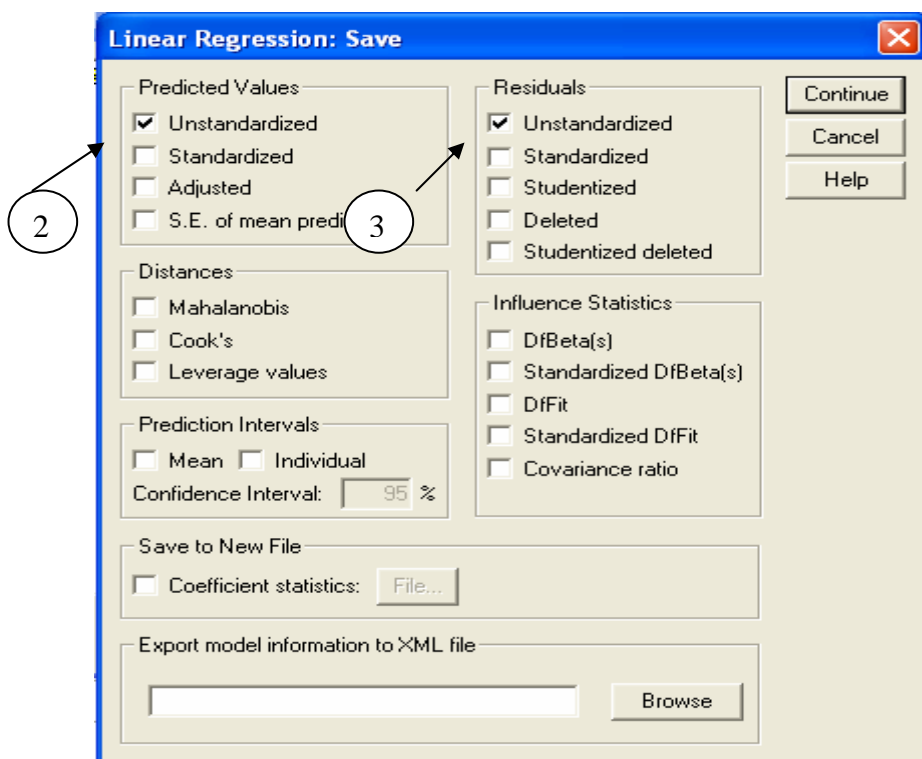 Linear Regression: Save
Predicted Values
Unstandardized
Standardized
Adjusted
S.E. of mean predi
2
Residuals
Unstandardized
Standardized
Studentized
Deleted
Studentized deleted
3
Continue
Cancel
Help
Distances
Mahalanobis
Cook's
Leverage values
Influence Statistics
DfBeta(s)
Standardized DfBeta(s)
DfFit
Standardized DfFit
Covariance ratio
Prediction Intervals
Mean Individual
Confidence Interval: 95 %
Save to New File
Coefficient statistics: File...
Export model information to XML file
Browse